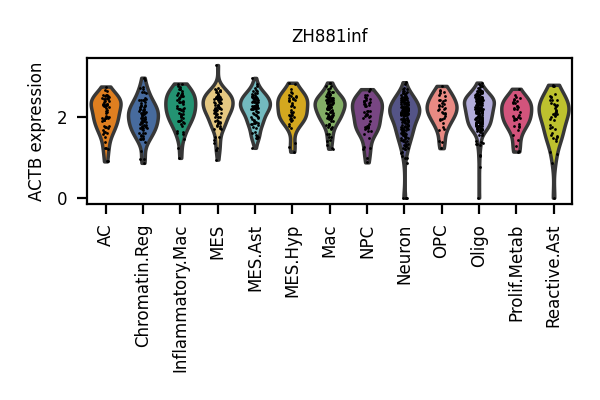 ZH881inf
ACTB expression
2
0
AC
Chromatin.Reg
Inflammatory.Mac
MES
MES.Ast
MES.Hyp
Mac
NPC
Neuron
OPC
Oligo
Prolif.Metab
Reactive.Ast